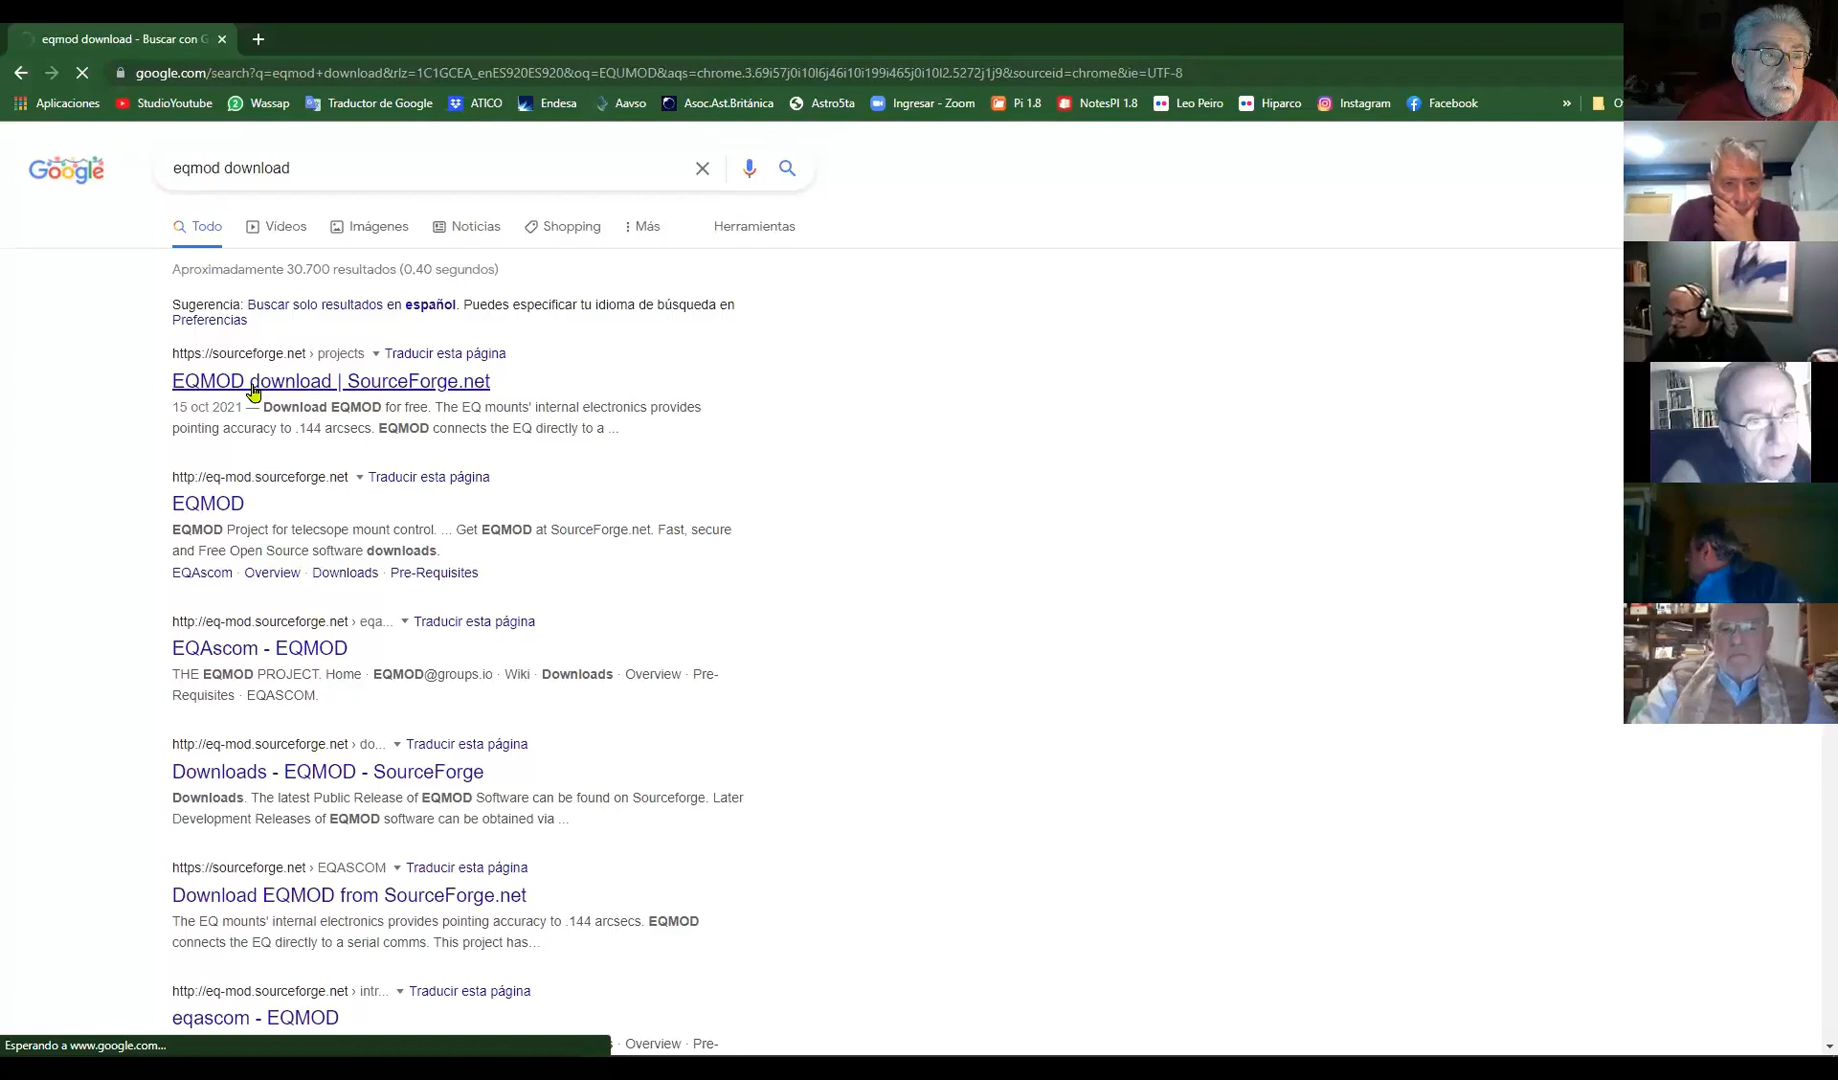 eqmod download - Buscar con G
google.com/search?q=eqmod+download&rlz=1C1GCEA_enES920ES920&oq=EQUMOD&aqs=chrome.3.69i57j0i10l6j46i10i199i465j0i10l2.5272j1j9&sourceid=chrome&ie=UTF-8
Aplicaciones StudioYoutube Wassap Traductor de Google ATICO Endesa Aavso Asoc.Ast.Británica Astro5ta Ingresar - Zoom Pi 1.8 NotesPI 1.8 Leo Peiro Hiparco Instagram Facebook » O
Google eqmod download
Todo Vídeos Imágenes Noticias Shopping Más Herramientas
Aproximadamente 30.700 resultados (0,40 segundos)
Sugerencia: Buscar solo resultados en español. Puedes especificar tu idioma de búsqueda en
Preferencias
https://sourceforge.net › projects Traducir esta página
EQMOD download | SourceForge.net
15 oct 2021 — Download EQMOD for free. The EQ mounts' internal electronics provides
pointing accuracy to .144 arcsecs. EQMOD connects the EQ directly to a ...
http://eq-mod.sourceforge.net Traducir esta página
EQMOD
EQMOD Project for telecsope mount control. ... Get EQMOD at SourceForge.net. Fast, secure
and Free Open Source software downloads.
EQAscom · Overview · Downloads · Pre-Requisites
http://eq-mod.sourceforge.net › eqa... Traducir esta página
EQAscom - EQMOD
THE EQMOD PROJECT. Home · EQMOD@groups.io · Wiki · Downloads · Overview · Pre-
Requisites · EQASCOM.
http://eq-mod.sourceforge.net › do... Traducir esta página
Downloads - EQMOD - SourceForge
Downloads. The latest Public Release of EQMOD Software can be found on Sourceforge. Later
Development Releases of EQMOD software can be obtained via ...
https://sourceforge.net › EQASCOM Traducir esta página
Download EQMOD from SourceForge.net
The EQ mounts' internal electronics provides pointing accuracy to .144 arcsecs. EQMOD
connects the EQ directly to a serial comms. This project has...
http://eq-mod.sourceforge.net › intr... Traducir esta página
eqascom - EQMOD
Esperando a www.google.com... s · Overview · Pre-